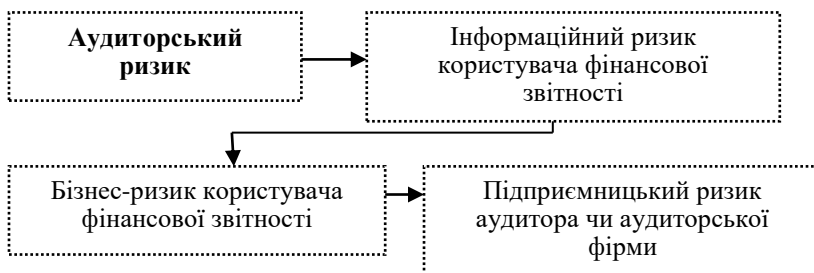 Аудиторський
ризик
Інформаційний ризик
користувача фінансової
звітності
Бізнес-ризик користувача
фінансової звітності
Підприємницький ризик
аудитора чи аудиторської
фірми